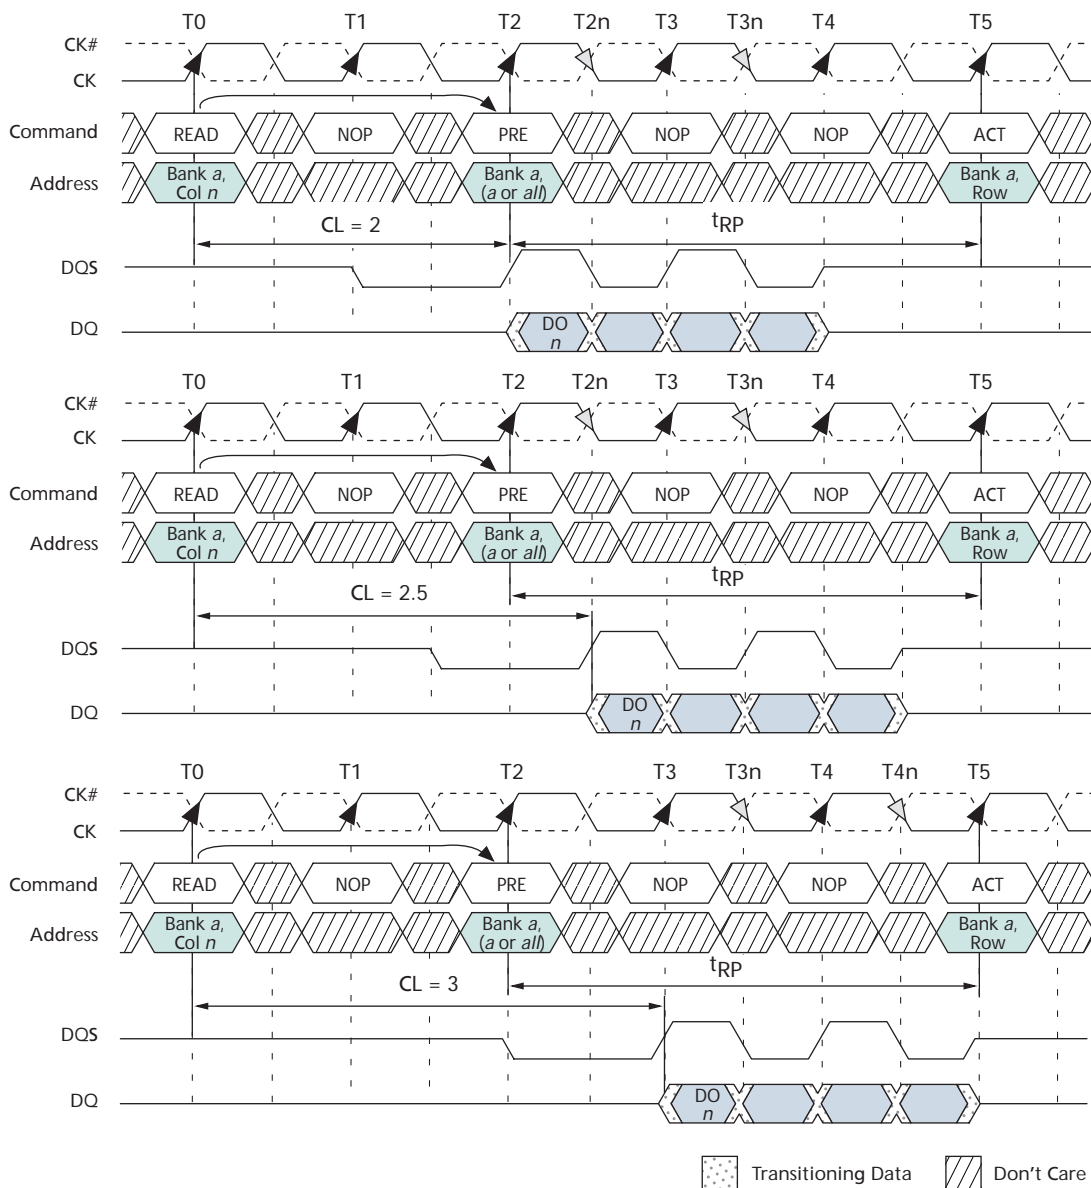 T0 T1 T2 T2n T3 T3n T4 T5
CK#
CK
Command READ NOP PRE NOP NOP ACT
Address Bank a, Col n Bank a, (a or all) Bank a, Row
CL = 2 tRP
DQS
DQ DO n
T0 T1 T2 T2n T3 T3n T4 T5
CK#
CK
Command READ NOP PRE NOP NOP ACT
Address Bank a, Col n Bank a, (a or all) Bank a, Row
CL = 2.5 tRP
DQS
DQ DO n
T0 T1 T2 T3 T3n T4 T4n T5
CK#
CK
Command READ NOP PRE NOP NOP ACT
Address Bank a, Col n Bank a, (a or all) Bank a, Row
CL = 3 tRP
DQS
DQ DO n
Transitioning Data Don't Care